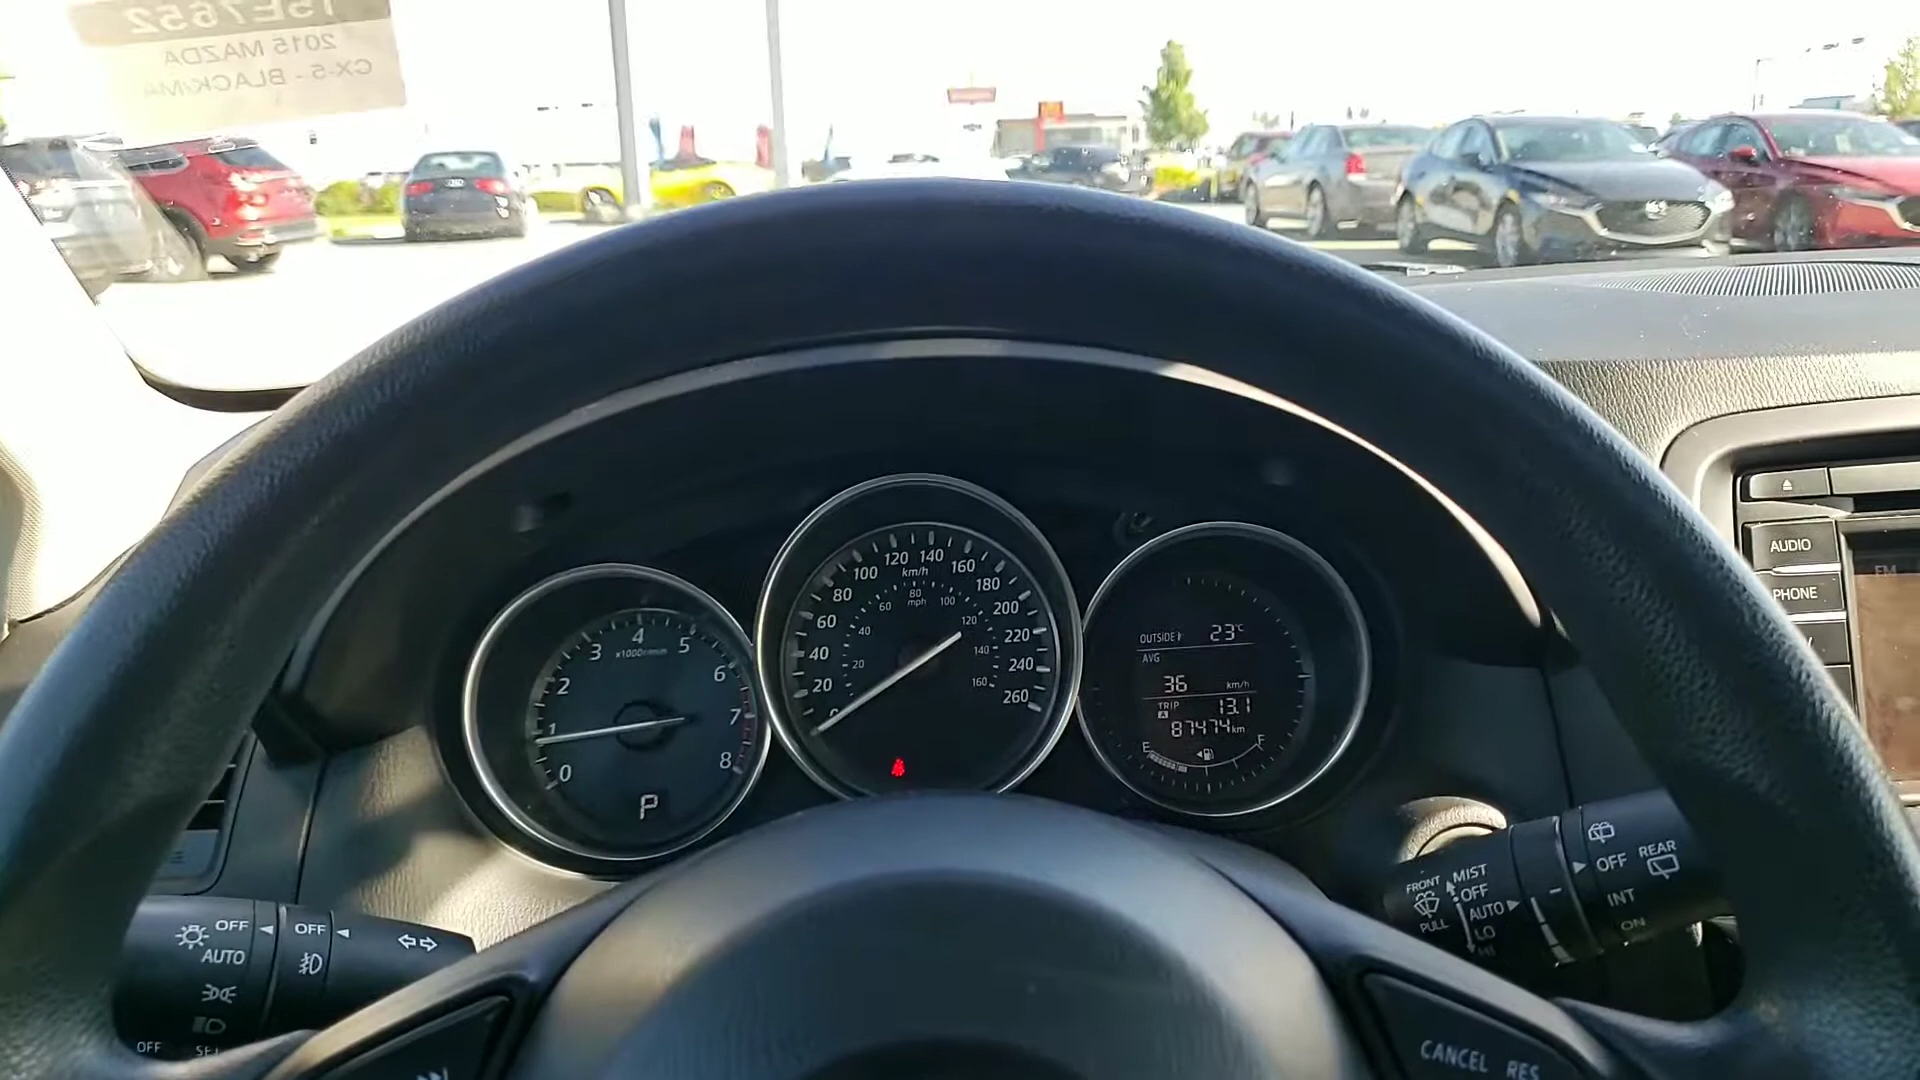 15E7652
2015 MAZDA
CX-5 - BLACK/MA
AUDIO
PHONE
FM
0 1 2 3 4 5 6 7 8
x1000r/min
P
20 40 60 80 100 120 140 160 180 200 220 240 260
km/h
20 40 60 80 100 120 140 160
mph
OUTSIDE 23°C
AVG
36 km/h
TRIP A 13.1
87474km
E F
OFF
AUTO
OFF
OFF
FRONT
PULL
MIST
OFF
AUTO
LO
HI
OFF
INT
ON
REAR
CANCEL RES